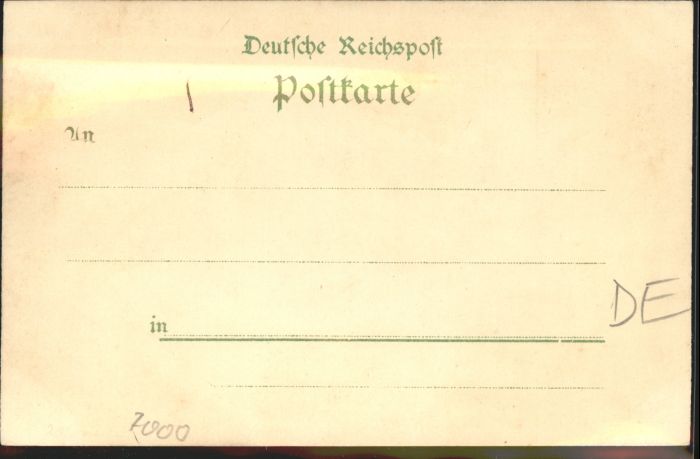 Deutsche Reichspost
Postkarte
An
in
DE
7000